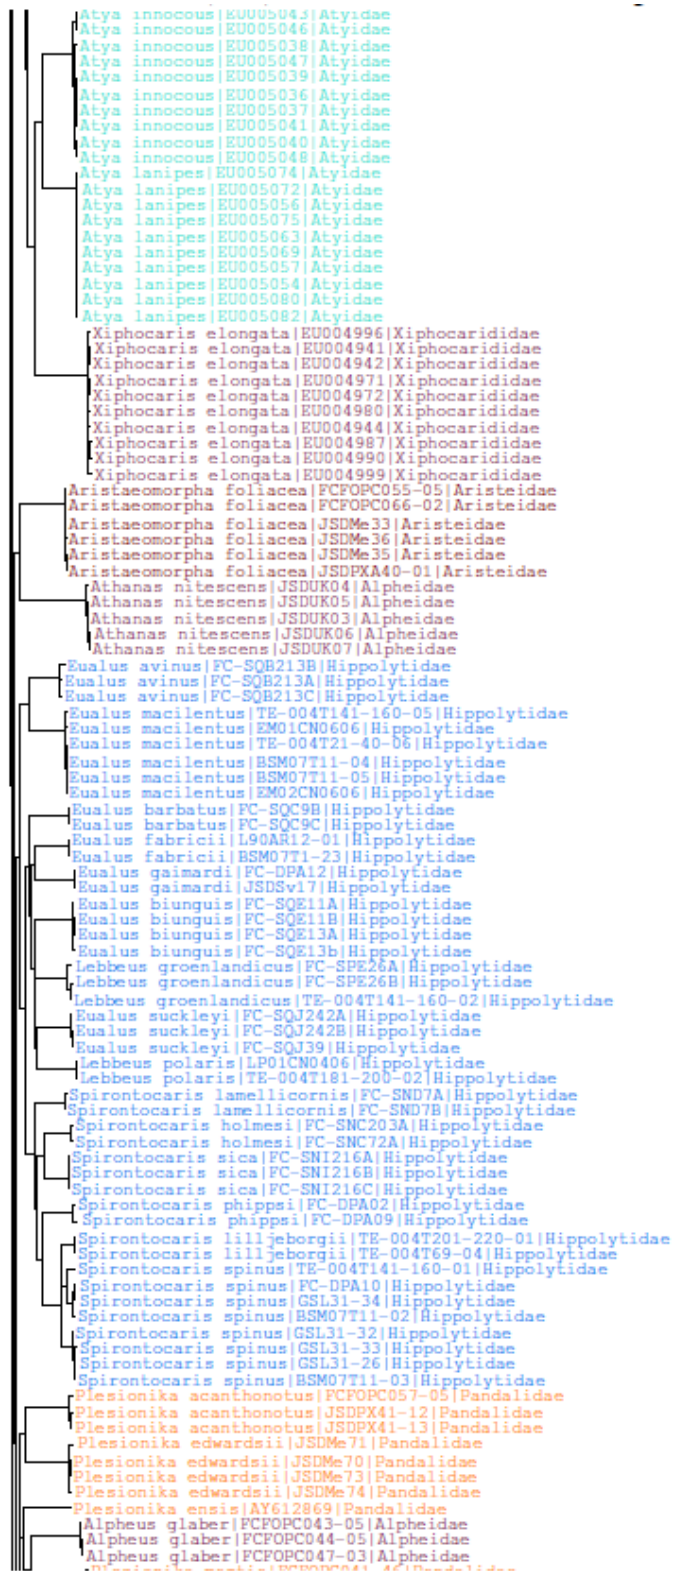 Atya innocous|EU005043|Atyidae
Atya innocous|EU005046|Atyidae
Atya innocous|EU005038|Atyidae
Atya innocous|EU005047|Atyidae
Atya innocous|EU005039|Atyidae
Atya innocous|EU005036|Atyidae
Atya innocous|EU005037|Atyidae
Atya innocous|EU005041|Atyidae
Atya innocous|EU005040|Atyidae
Atya innocous|EU005048|Atyidae
Atya lanipes|EU005074|Atyidae
Atya lanipes|EU005072|Atyidae
Atya lanipes|EU005056|Atyidae
Atya lanipes|EU005075|Atyidae
Atya lanipes|EU005063|Atyidae
Atya lanipes|EU005069|Atyidae
Atya lanipes|EU005057|Atyidae
Atya lanipes|EU005054|Atyidae
Atya lanipes|EU005080|Atyidae
Atya lanipes|EU005082|Atyidae
Xiphocaris elongata|EU004996|Xiphocarididae
Xiphocaris elongata|EU004941|Xiphocarididae
Xiphocaris elongata|EU004942|Xiphocarididae
Xiphocaris elongata|EU004971|Xiphocarididae
Xiphocaris elongata|EU004972|Xiphocarididae
Xiphocaris elongata|EU004980|Xiphocarididae
Xiphocaris elongata|EU004944|Xiphocarididae
Xiphocaris elongata|EU004987|Xiphocarididae
Xiphocaris elongata|EU004990|Xiphocarididae
Xiphocaris elongata|EU004999|Xiphocarididae
Aristaeomorpha foliacea|FCFOPC055-05|Aristeidae
Aristaeomorpha foliacea|FCFOPC066-02|Aristeidae
Aristaeomorpha foliacea|JSDMe33|Aristeidae
Aristaeomorpha foliacea|JSDMe36|Aristeidae
Aristaeomorpha foliacea|JSDMe35|Aristeidae
Aristaeomorpha foliacea|JSDPXA40-01|Aristeidae
Athanas nitescens|JSDUK04|Alpheidae
Athanas nitescens|JSDUK05|Alpheidae
Athanas nitescens|JSDUK03|Alpheidae
Athanas nitescens|JSDUK06|Alpheidae
Athanas nitescens|JSDUK07|Alpheidae
Eualus avinus|FC-SQB213B|Hippolytidae
Eualus avinus|FC-SQB213A|Hippolytidae
Eualus avinus|FC-SQB213C|Hippolytidae
Eualus macilentus|TE-004T141-160-05|Hippolytidae
Eualus macilentus|EM01CN0606|Hippolytidae
Eualus macilentus|TE-004T21-40-06|Hippolytidae
Eualus macilentus|BSM07T11-04|Hippolytidae
Eualus macilentus|BSM07T11-05|Hippolytidae
Eualus macilentus|EM02CN0606|Hippolytidae
Eualus barbatus|FC-SQC9B|Hippolytidae
Eualus barbatus|FC-SQC9C|Hippolytidae
Eualus fabricii|L90AR12-01|Hippolytidae
Eualus fabricii|BSM07T1-23|Hippolytidae
Eualus gaimardi|FC-DPA12|Hippolytidae
Eualus gaimardi|JSDSv17|Hippolytidae
Eualus biunguis|FC-SQE11A|Hippolytidae
Eualus biunguis|FC-SQE11B|Hippolytidae
Eualus biunguis|FC-SQE13A|Hippolytidae
Eualus biunguis|FC-SQE13b|Hippolytidae
Lebbeus groenlandicus|FC-SPE26A|Hippolytidae
Lebbeus groenlandicus|FC-SPE26B|Hippolytidae
Lebbeus groenlandicus|TE-004T141-160-02|Hippolytidae
Eualus suckleyi|FC-SQJ242A|Hippolytidae
Eualus suckleyi|FC-SQJ242B|Hippolytidae
Eualus suckleyi|FC-SQJ39|Hippolytidae
Lebbeus polaris|LP01CN0406|Hippolytidae
Lebbeus polaris|TE-004T181-200-02|Hippolytidae
Spirontocaris lamellicornis|FC-SND7A|Hippolytidae
Spirontocaris lamellicornis|FC-SND7B|Hippolytidae
Spirontocaris holmesi|FC-SNC203A|Hippolytidae
Spirontocaris holmesi|FC-SNC72A|Hippolytidae
Spirontocaris sica|FC-SNI216A|Hippolytidae
Spirontocaris sica|FC-SNI216B|Hippolytidae
Spirontocaris sica|FC-SNI216C|Hippolytidae
Spirontocaris phippsi|FC-DPA02|Hippolytidae
Spirontocaris phippsi|FC-DPA09|Hippolytidae
Spirontocaris lilljeborgii|TE-004T201-220-01|Hippolytidae
Spirontocaris lilljeborgii|TE-004T69-04|Hippolytidae
Spirontocaris spinus|TE-004T141-160-01|Hippolytidae
Spirontocaris spinus|FC-DPA10|Hippolytidae
Spirontocaris spinus|GSL31-34|Hippolytidae
Spirontocaris spinus|BSM07T11-02|Hippolytidae
Spirontocaris spinus|GSL31-32|Hippolytidae
Spirontocaris spinus|GSL31-33|Hippolytidae
Spirontocaris spinus|GSL31-26|Hippolytidae
Spirontocaris spinus|BSM07T11-03|Hippolytidae
Plesionika acanthonotus|FCFOPC057-05|Pandalidae
Plesionika acanthonotus|JSDPX41-12|Pandalidae
Plesionika acanthonotus|JSDPX41-13|Pandalidae
Plesionika edwardsii|JSDMe71|Pandalidae
Plesionika edwardsii|JSDMe70|Pandalidae
Plesionika edwardsii|JSDMe73|Pandalidae
Plesionika edwardsii|JSDMe74|Pandalidae
Plesionika ensis|AY612869|Pandalidae
Alpheus glaber|FCFOPC043-05|Alpheidae
Alpheus glaber|FCFOPC044-05|Alpheidae
Alpheus glaber|FCFOPC047-03|Alpheidae